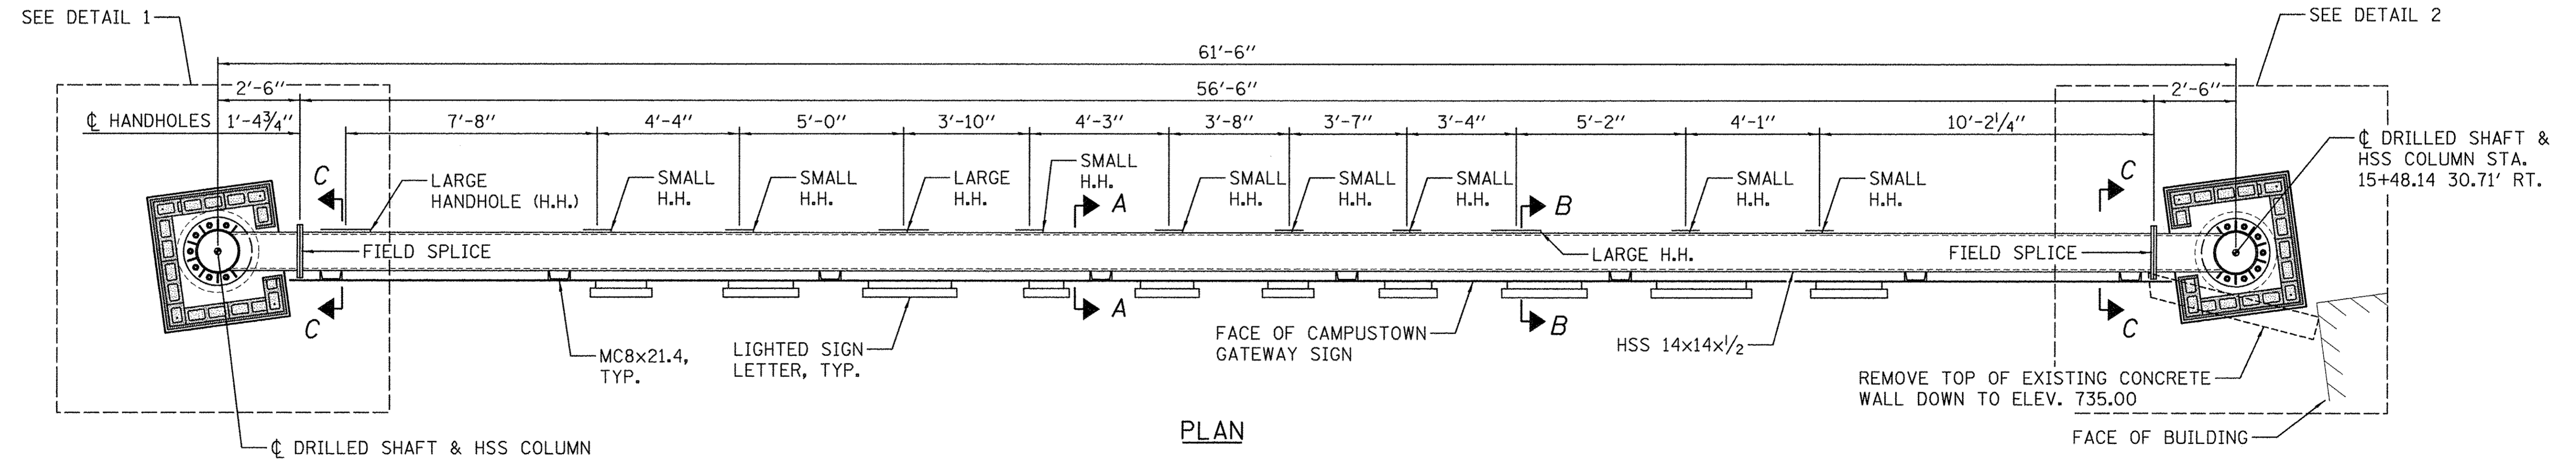 SEE DETAIL 1
SEE DETAIL 2
61'-6"
2'-6"
56'-6"
2'-6"
℄ HANDHOLES
1'-4¾"
7'-8"
4'-4"
5'-0"
3'-10"
4'-3"
3'-8"
3'-7"
3'-4"
5'-2"
4'-1"
10'-2¼"
℄ DRILLED SHAFT &
HSS COLUMN STA.
15+48.14 30.71' RT.
C
LARGE
HANDHOLE (H.H.)
SMALL
H.H.
SMALL
H.H.
LARGE
H.H.
SMALL
H.H.
A
SMALL
H.H.
SMALL
H.H.
SMALL
H.H.
B
SMALL
H.H.
SMALL
H.H.
C
FIELD SPLICE
LARGE H.H.
FIELD SPLICE
C
A
B
C
MC8x21.4,
TYP.
LIGHTED SIGN
LETTER, TYP.
FACE OF CAMPUSTOWN
GATEWAY SIGN
HSS 14x14x½
REMOVE TOP OF EXISTING CONCRETE
WALL DOWN TO ELEV. 735.00
PLAN
FACE OF BUILDING
℄ DRILLED SHAFT & HSS COLUMN